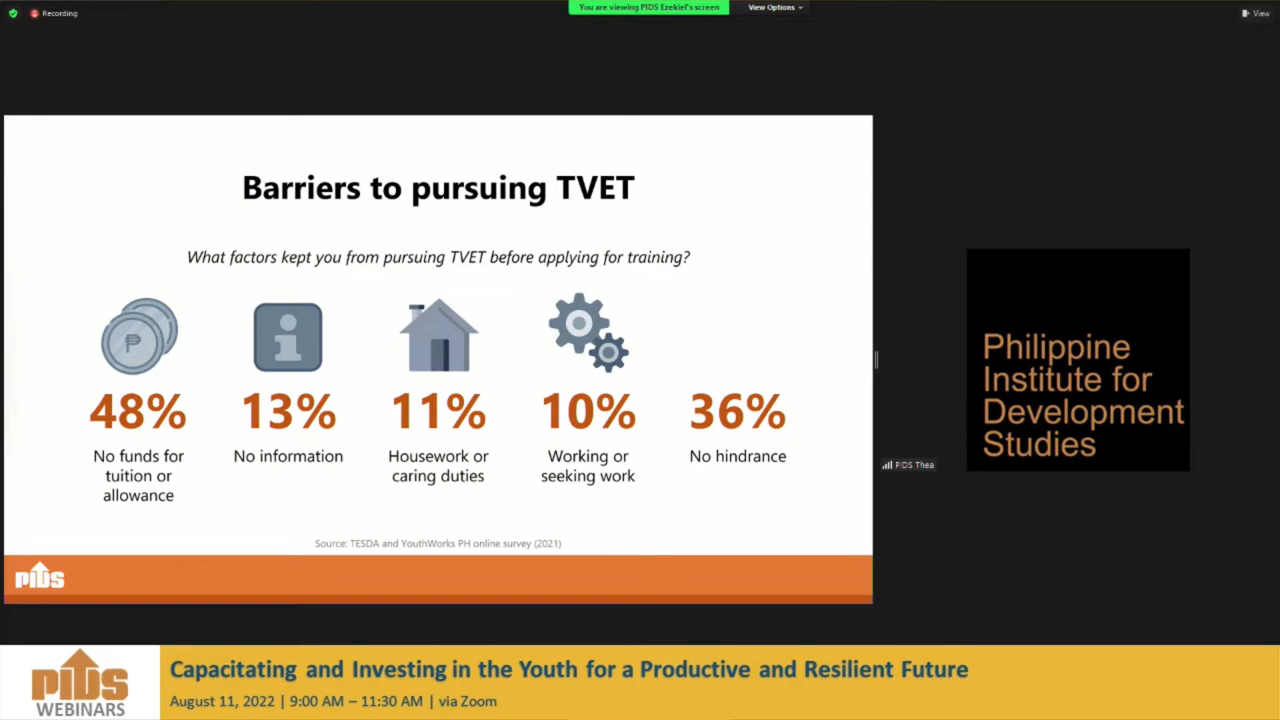 Recording
You are viewing PIDS Ezekiel's screen
View Options
View
Barriers to pursuing TVET
What factors kept you from pursuing TVET before applying for training?
48%
No funds for
tuition or
allowance
13%
No information
11%
Housework or
caring duties
10%
Working or
seeking work
36%
No hindrance
Source: TESDA and YouthWorks PH online survey (2021)
PIDS
Philippine
Institute for
Development
Studies
PIDS Thea
PIDS
WEBINARS
Capacitating and Investing in the Youth for a Productive and Resilient Future
August 11, 2022 | 9:00 AM – 11:30 AM | via Zoom